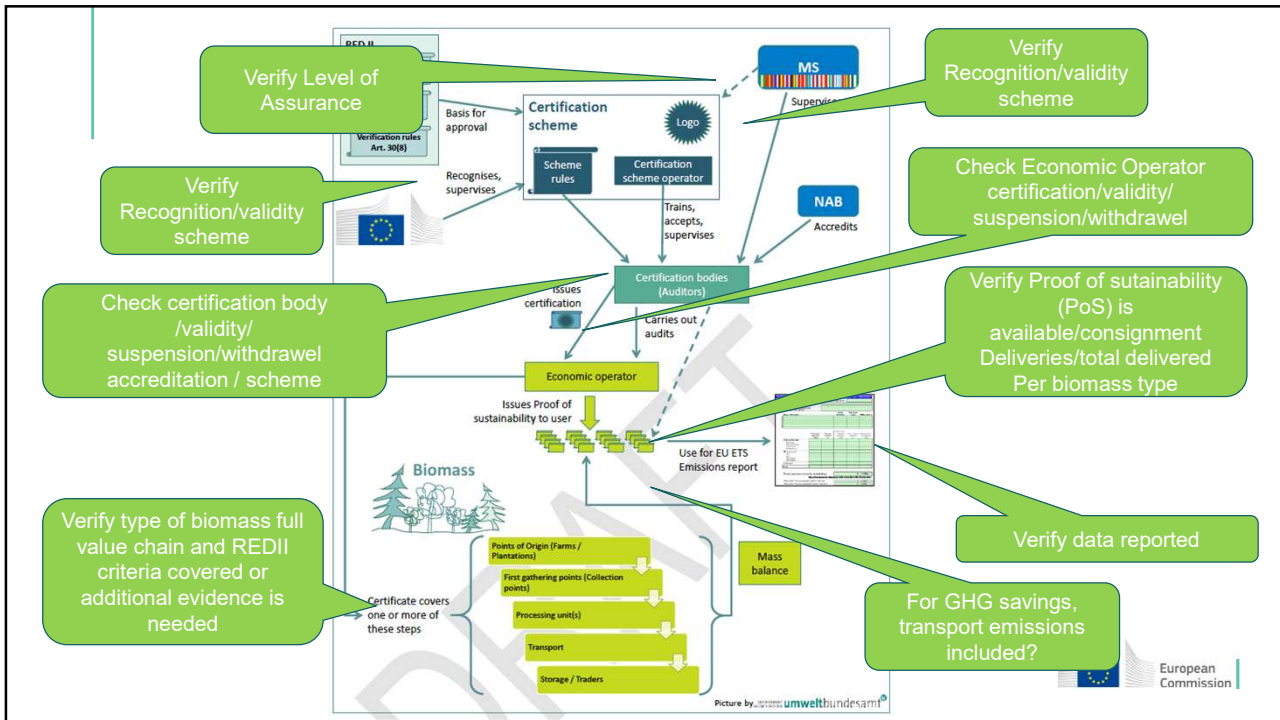 RED II
Verify Level of
Assurance
Verification rules
Art. 30(8)
Basis for
approval
Certification
scheme
Logo
Scheme
rules
Certification
scheme operator
MS
Supervise
Verify
Recognition/validity
scheme
Verify
Recognition/validity
scheme
Recognises,
supervises
Trains,
accepts,
supervises
NAB
Accredits
Check Economic Operator
certification/validity/
suspension/withdrawel
Check certification body
/validity/
suspension/withdrawel
accreditation / scheme
Issues
certification
Certification bodies
(Auditors)
Carries out
audits
Verify Proof of sutainability
(PoS) is
available/consignment
Deliveries/total delivered
Per biomass type
Economic operator
Issues Proof of
sustainability to user
Use for EU ETS
Emissions report
Biomass
Verify type of biomass full
value chain and REDII
criteria covered or
additional evidence is
needed
Certificate covers
one or more of
these steps
Points of Origin (Farms /
Plantations)
First gathering points (Collection
points)
Processing unit(s)
Transport
Storage / Traders
Mass
balance
Verify data reported
For GHG savings,
transport emissions
included?
DRAFT
Picture by umweltbundesamt
European
Commission